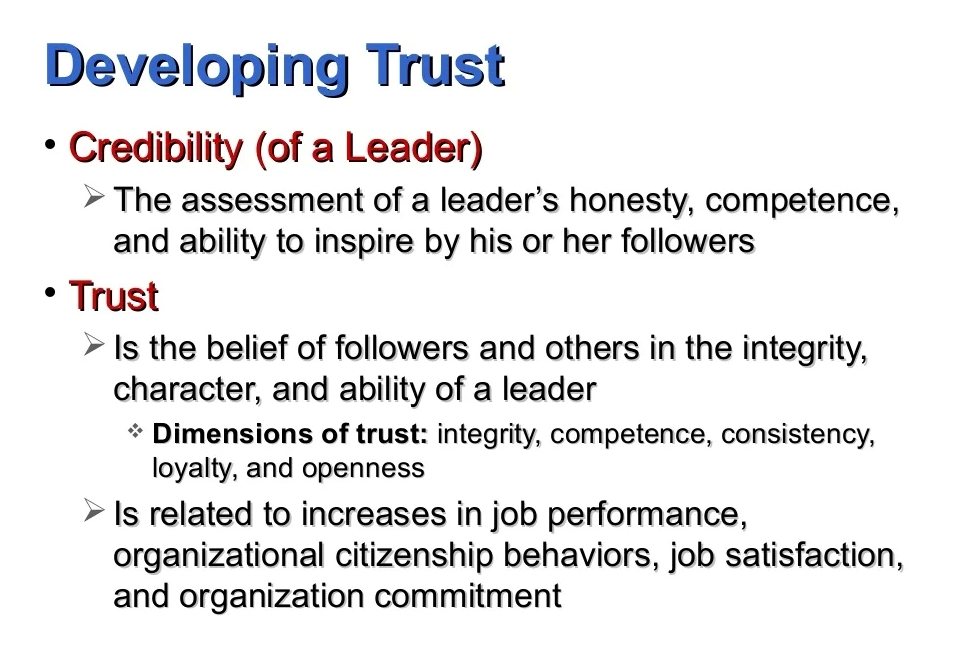 Developing Trust
• Credibility (of a Leader)
➢ The assessment of a leader’s honesty, competence,
and ability to inspire by his or her followers
• Trust
➢ Is the belief of followers and others in the integrity,
character, and ability of a leader
❖ Dimensions of trust: integrity, competence, consistency,
loyalty, and openness
➢ Is related to increases in job performance,
organizational citizenship behaviors, job satisfaction,
and organization commitment